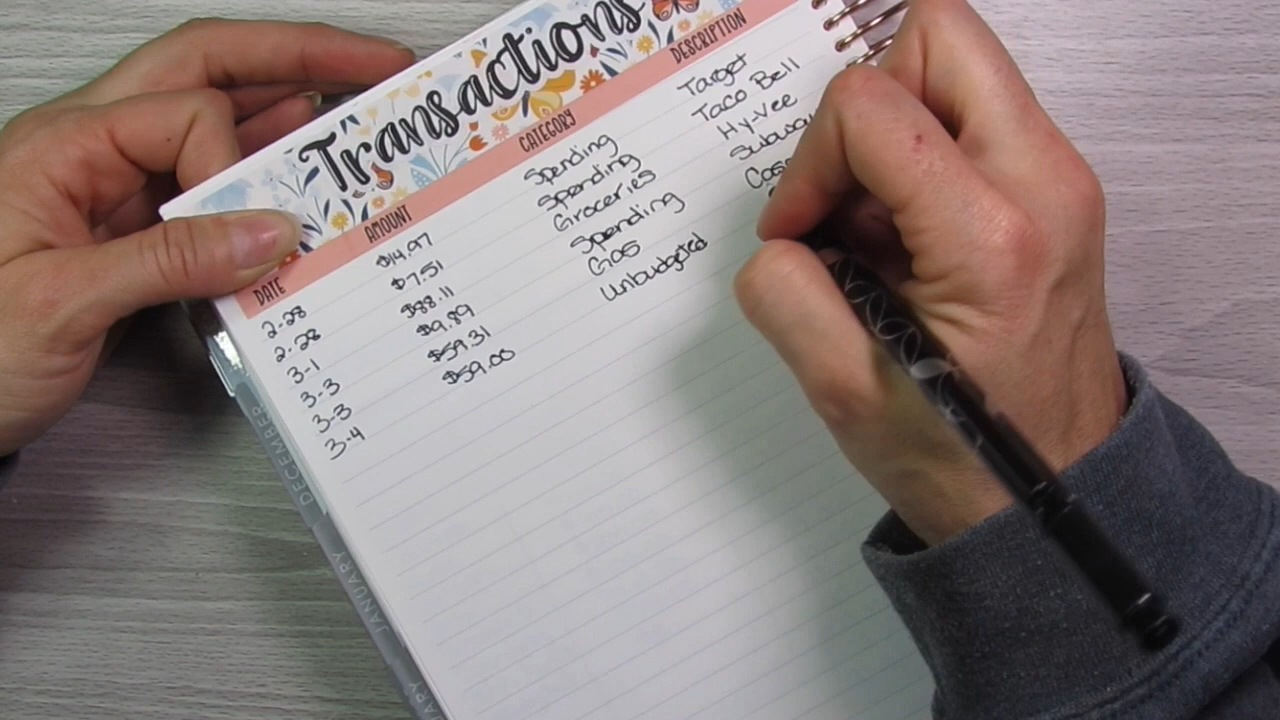 Transactions
DATE AMOUNT CATEGORY DESCRIPTION
2-28 $14.97 Spending Target
2-28 $7.51 Spending Taco Bell
3-1 $88.11 Groceries Hy-Vee
3-3 $9.89 Spending Subway
3-3 $59.31 Gas Cas
3-4 $59.00 Unbudgeted
DECEMBER
JANUARY